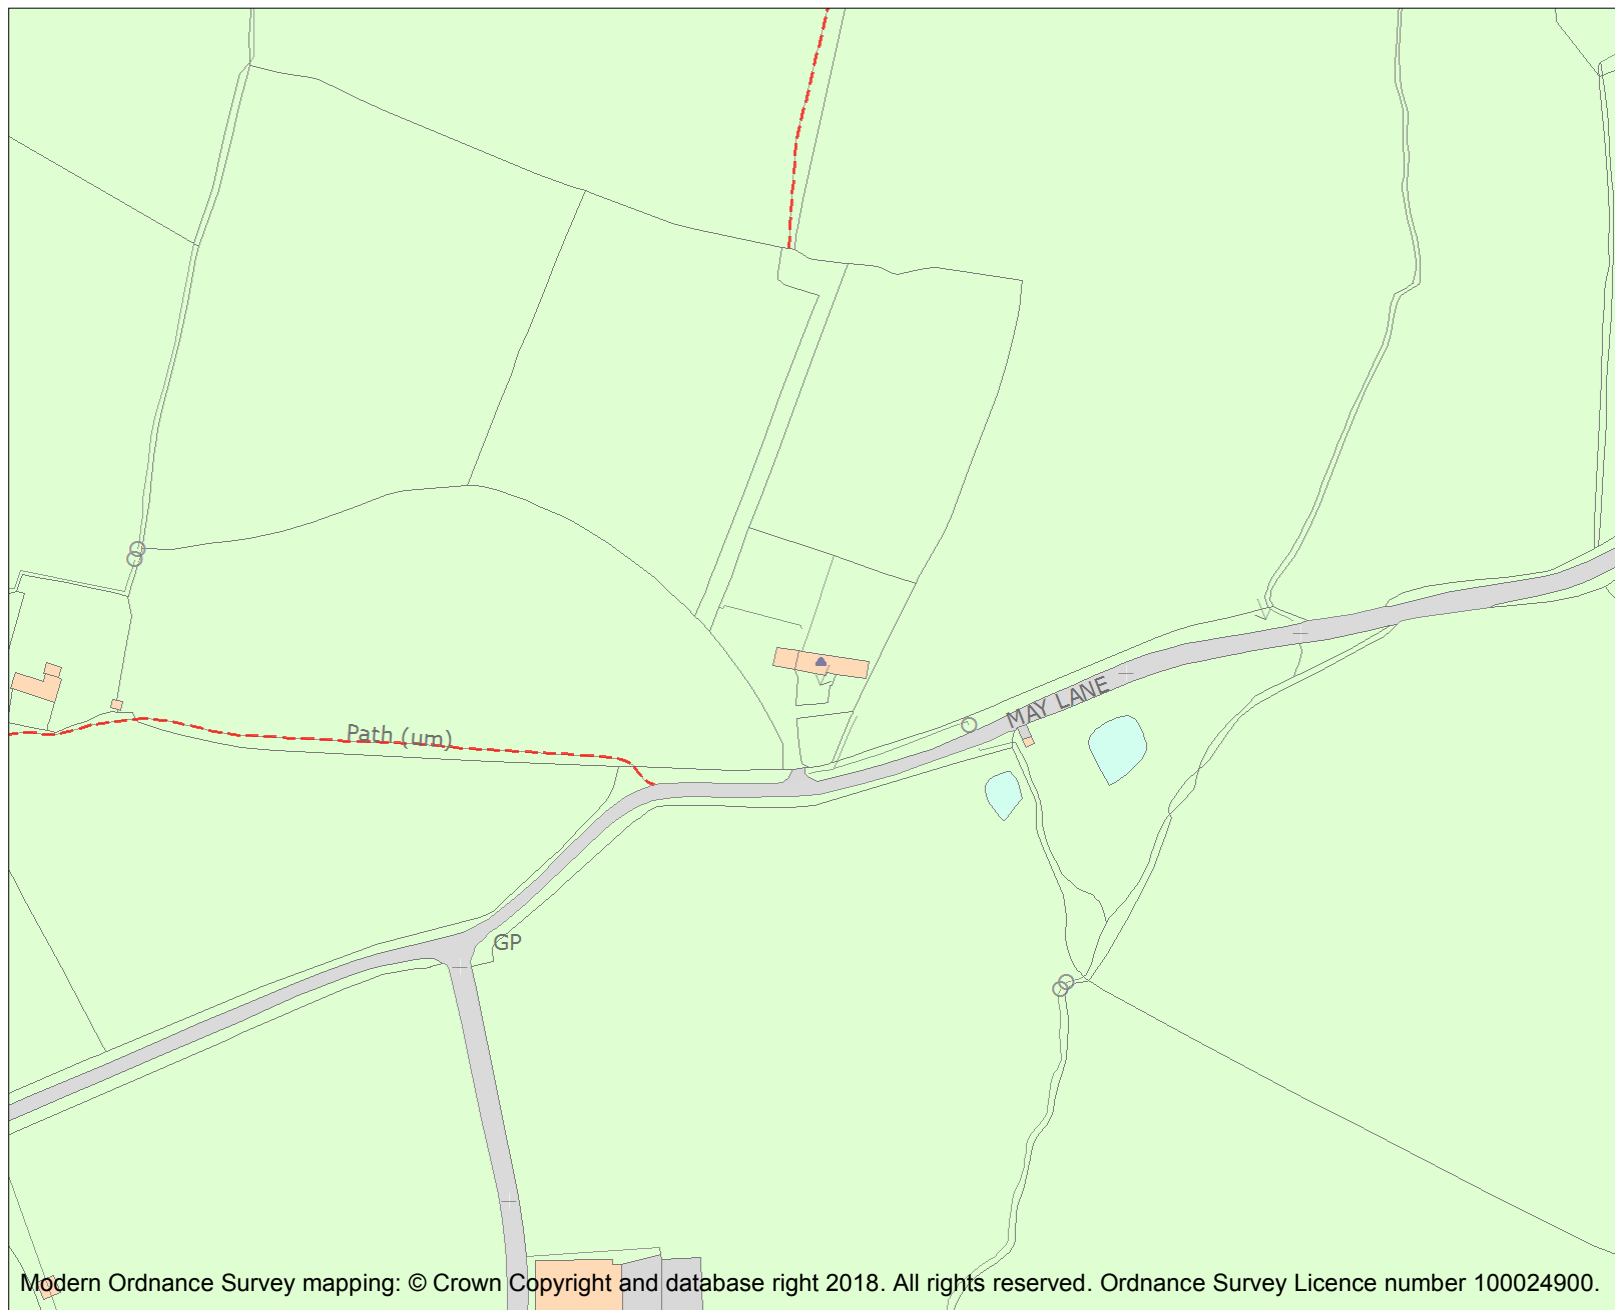 MAY LANE
Path (um)
GP
Modern Ordnance Survey mapping: © Crown Copyright and database right 2018. All rights reserved. Ordnance Survey Licence number 100024900.